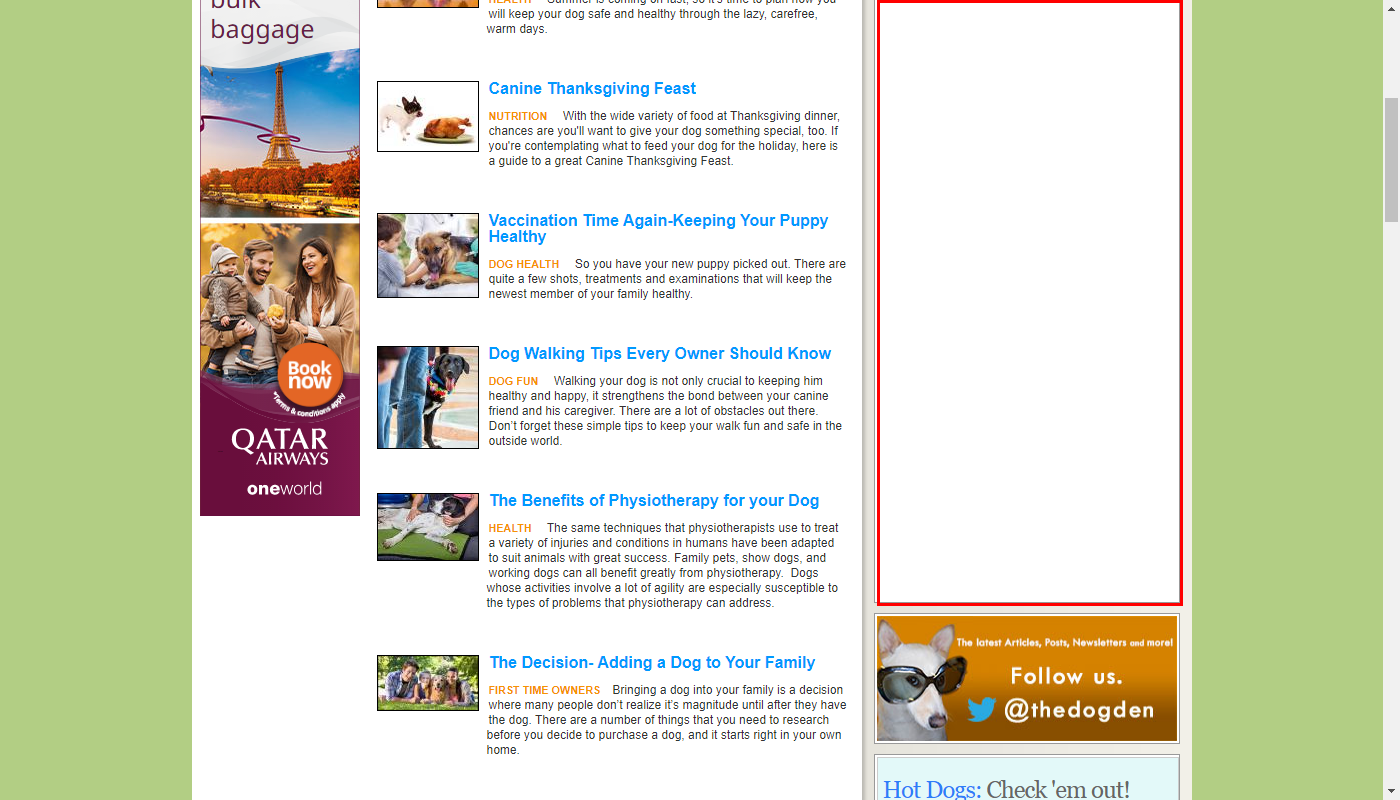 bulk
baggage
Book
now
*Terms & conditions apply
QATAR
AIRWAYS
oneworld
HEALTH Summer is coming on fast, so it's time to plan how you
will keep your dog safe and healthy through the lazy, carefree,
warm days.
Canine Thanksgiving Feast
NUTRITION With the wide variety of food at Thanksgiving dinner,
chances are you'll want to give your dog something special, too. If
you're contemplating what to feed your dog for the holiday, here is
a guide to a great Canine Thanksgiving Feast.
Vaccination Time Again-Keeping Your Puppy
Healthy
DOG HEALTH So you have your new puppy picked out. There are
quite a few shots, treatments and examinations that will keep the
newest member of your family healthy.
Dog Walking Tips Every Owner Should Know
DOG FUN Walking your dog is not only crucial to keeping him
healthy and happy, it strengthens the bond between your canine
friend and his caregiver. There are a lot of obstacles out there.
Don’t forget these simple tips to keep your walk fun and safe in the
outside world.
The Benefits of Physiotherapy for your Dog
HEALTH The same techniques that physiotherapists use to treat
a variety of injuries and conditions in humans have been adapted
to suit animals with great success. Family pets, show dogs, and
working dogs can all benefit greatly from physiotherapy. Dogs
whose activities involve a lot of agility are especially susceptible to
the types of problems that physiotherapy can address.
The Decision- Adding a Dog to Your Family
FIRST TIME OWNERS Bringing a dog into your family is a decision
where many people don’t realize it’s magnitude until after they have
the dog. There are a number of things that you need to research
before you decide to purchase a dog, and it starts right in your own
home.
The latest Articles, Posts, Newsletters and more!
Follow us.
@thedogden
Hot Dogs: Check 'em out!